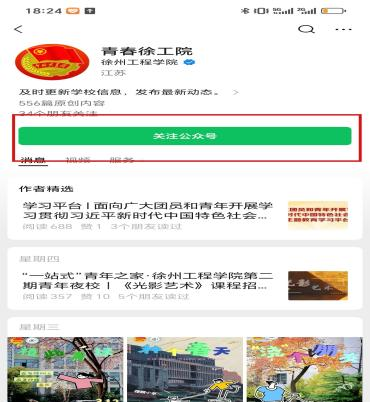 18:24
青春徐工院
徐州工程学院
江苏
及时更新学校信息，发布最新动态。 >
556篇原创内容
34个朋友关注
关注公众号
消息 视频 服务
作者精选
学习平台 | 面向广大团员和青年开展学
习贯彻习近平新时代中国特色社会...
阅读 688 赞 1 3个朋友读过
星期四
“一站式”青年之家·徐州工程学院第二
期青年夜校 | 《光影艺术》课程招...
阅读 357 赞 10 5个朋友读过
星期三